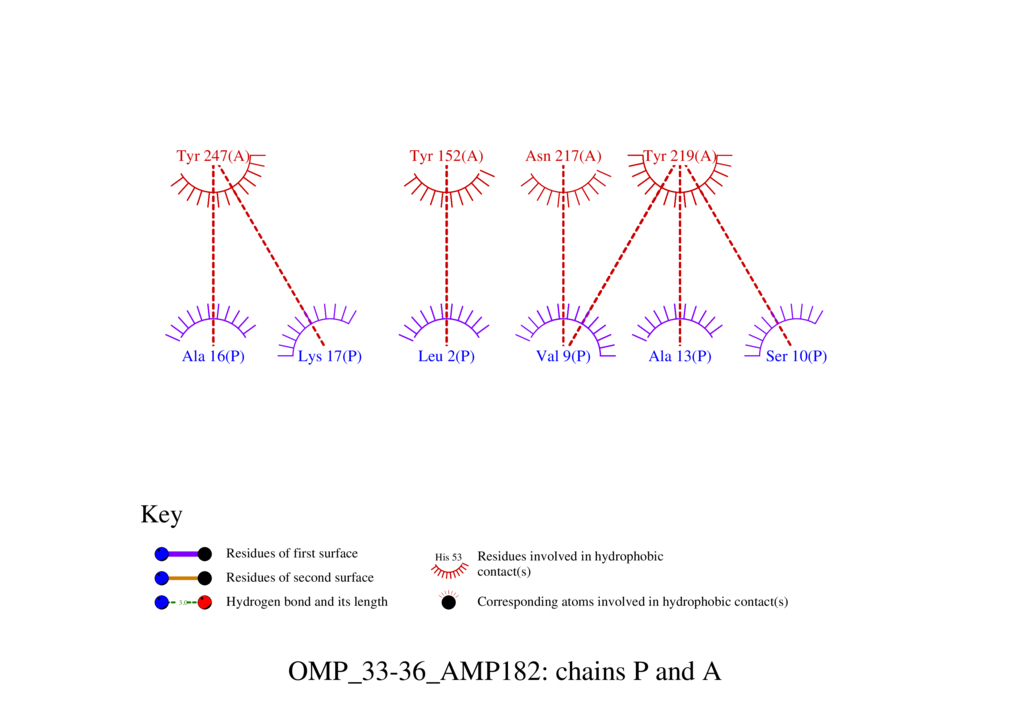 Tyr 247(A) Tyr 152(A) Asn 217(A) Tyr 219(A)
Ala 16(P) Lys 17(P) Leu 2(P) Val 9(P) Ala 13(P) Ser 10(P)
Key
Residues of first surface
Residues of second surface
3.0 Hydrogen bond and its length
His 53 Residues involved in hydrophobic
contact(s)
Corresponding atoms involved in hydrophobic contact(s)
OMP_33-36_AMP182: chains P and A